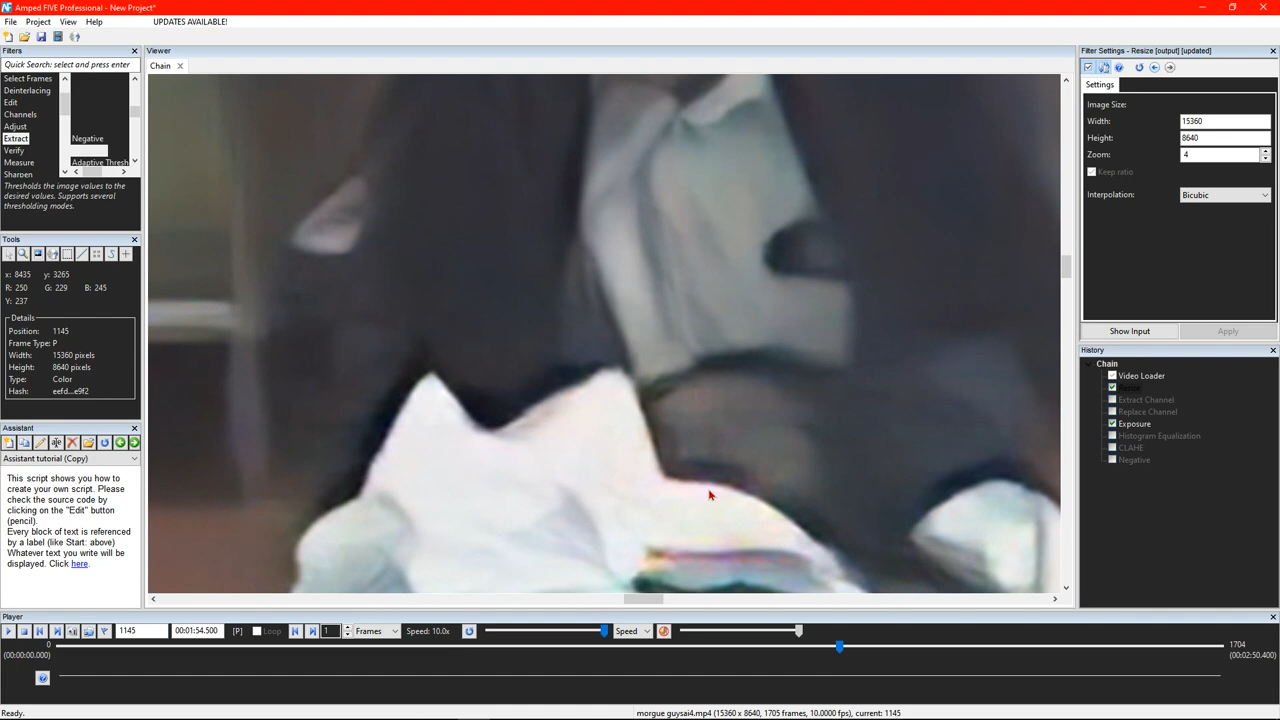 Amped FIVE Professional - New Project*
File Project View Help UPDATES AVAILABLE!
Filters
Quick Search: select and press enter
Select Frames
Deinterlacing
Edit
Channels
Adjust
Extract
Verify
Measure
Sharpen
Negative
Adaptive Thresh
Thresholds the image values to the
desired values. Supports several
thresholding modes.
Tools
x: 8435 y: 3265
R: 250 G: 229 B: 245
Y: 237
Details
Position: 1145
Frame Type: P
Width: 15360 pixels
Height: 8640 pixels
Type: Color
Hash: eefd...e9f2
Assistant
Assistant tutorial (Copy)
This script shows you how to
create your own script. Please
check the source code by
clicking on the "Edit" button
(pencil).
Every block of text is referenced
by a label (like Start: above)
Whatever text you write will be
displayed. Click here.
Viewer
Chain
Filter Settings - Resize [output] [updated]
Settings
Image Size:
Width: 15360
Height: 8640
Zoom: 4
Keep ratio
Interpolation: Bicubic
Show Input Apply
History
Chain
Video Loader
Resize
Extract Channel
Replace Channel
Exposure
Histogram Equalization
CLAHE
Negative
Player
1145 00:01:54.500 [P] Loop 1 Frames Speed: 10.0x Speed
0 1704
(00:00:00.000) (00:02:50.400)
Ready. morgue guysai4.mp4 (15360 x 8640, 1705 frames, 10.0000 fps), current: 1145